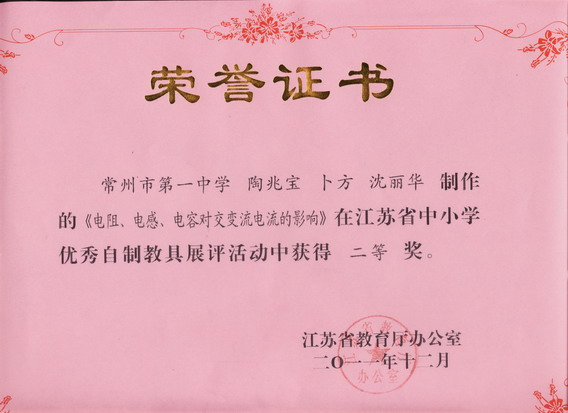 荣誉证书
常州市第一中学 陶兆宝 卜方 沈丽华 制作
的《电阻、电感、电容对交变流电流的影响》在江苏省中小学
优秀自制教具展评活动中获得 二等 奖。
江苏省教育厅办公室
二〇一一年十二月
办公室